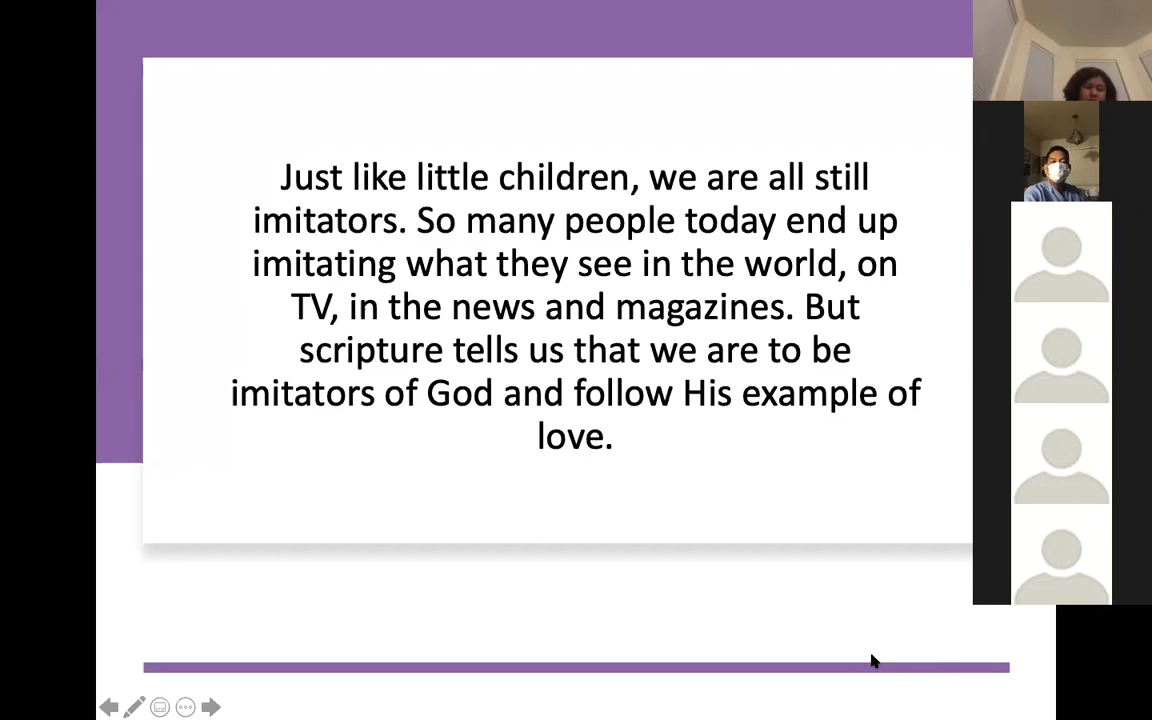 Just like little children, we are all still
imitators. So many people today end up
imitating what they see in the world, on
TV, in the news and magazines. But
scripture tells us that we are to be
imitators of God and follow His example of
love.